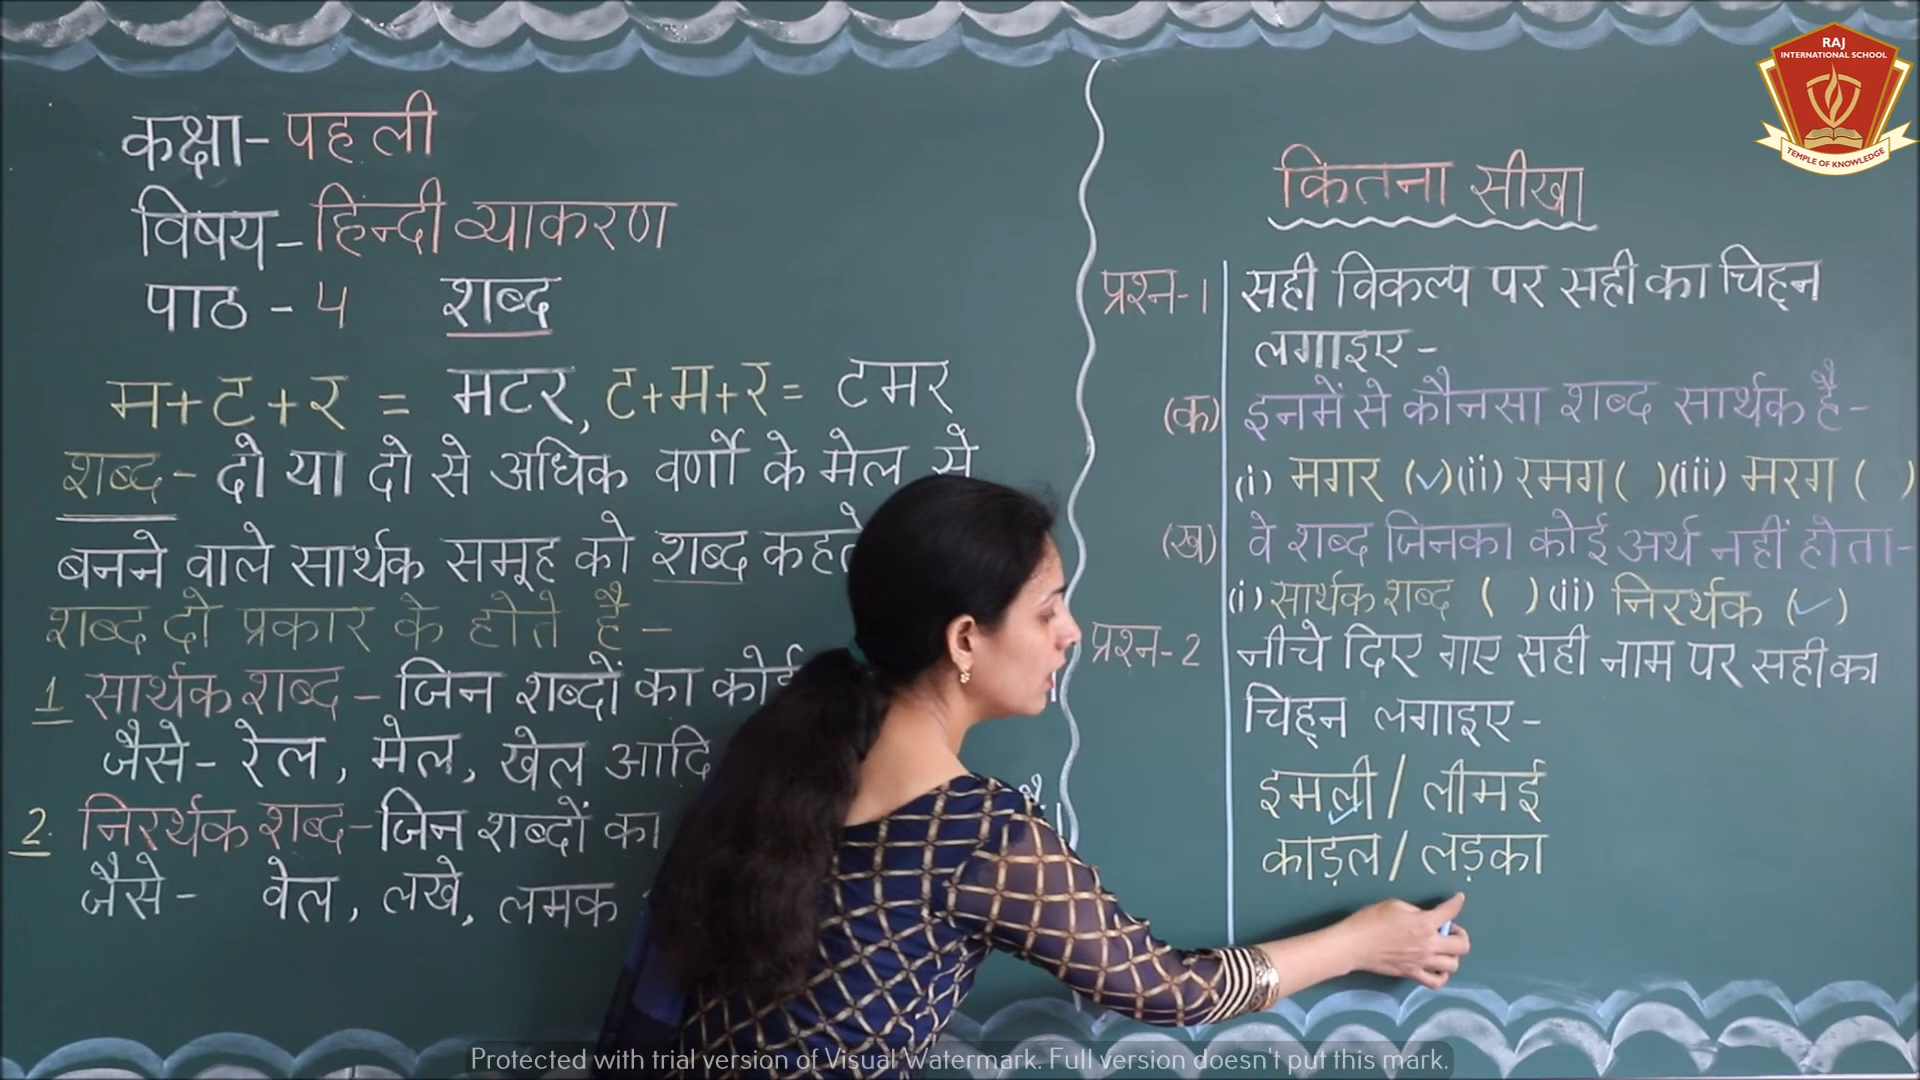 कक्षा- पहली
विषय- हिन्दी व्याकरण
पाठ - 4 शब्द
म+ट+र = मटर, ट+म+र = टमर
शब्द - दो या दो से अधिक वर्णों के मेल से
बनने वाले सार्थक समूह को शब्द कहते
शब्द दो प्रकार के होते है -
1 सार्थक शब्द - जिन शब्दों का कोई
जैसे- रेल, मेल, खेल आदि
2. निरर्थक शब्द- जिन शब्दों का
जैसे- वेल, लखे, लमक
कितना सीखा
प्रश्न-1 सही विकल्प पर सही का चिह्न
लगाइए-
(क) इनमें से कौनसा शब्द सार्थक है-
(i) मगर (✓) (ii) रमग ( ) (iii) मरग ( )
(ख) वे शब्द जिनका कोई अर्थ नहीं होता-
(i) सार्थक शब्द ( ) (ii) निरर्थक (✓)
प्रश्न-2 नीचे दिए गए सही नाम पर सही का
चिह्न लगाइए-
इमली / लीमई
✓
काड़ल / लड़का
RAJ
INTERNATIONAL SCHOOL
TEMPLE OF KNOWLEDGE
Protected with trial version of Visual Watermark. Full version doesn't put this mark.